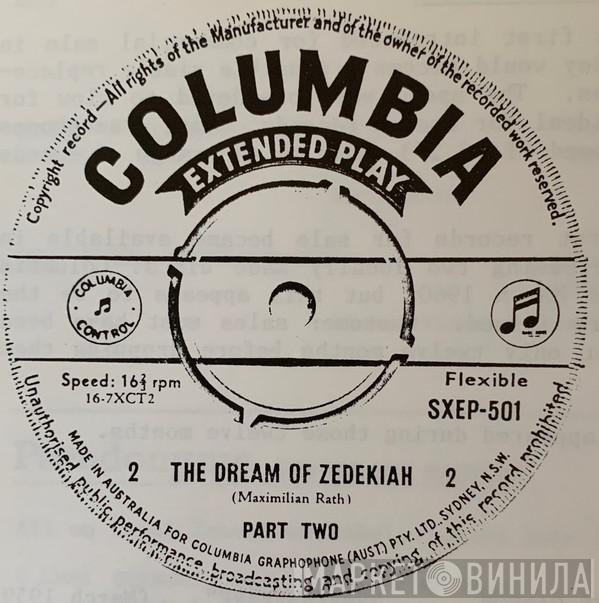 Copyright record—All rights of the Manufacturer and of the owner of the recorded work reserved.
COLUMBIA
EXTENDED PLAY
COLUMBIA
CONTROL
Speed: 16⅔ rpm
16-7XCT2
Flexible
SXEP-501
2 THE DREAM OF ZEDEKIAH 2
(Maximilian Rath)
PART TWO
MADE IN AUSTRALIA FOR COLUMBIA GRAPHOPHONE (AUST) PTY. LTD., SYDNEY, N.S.W.
Unauthorised public performance broadcasting and copying of this record prohibited
МАРКЕТ ВИНИЛА